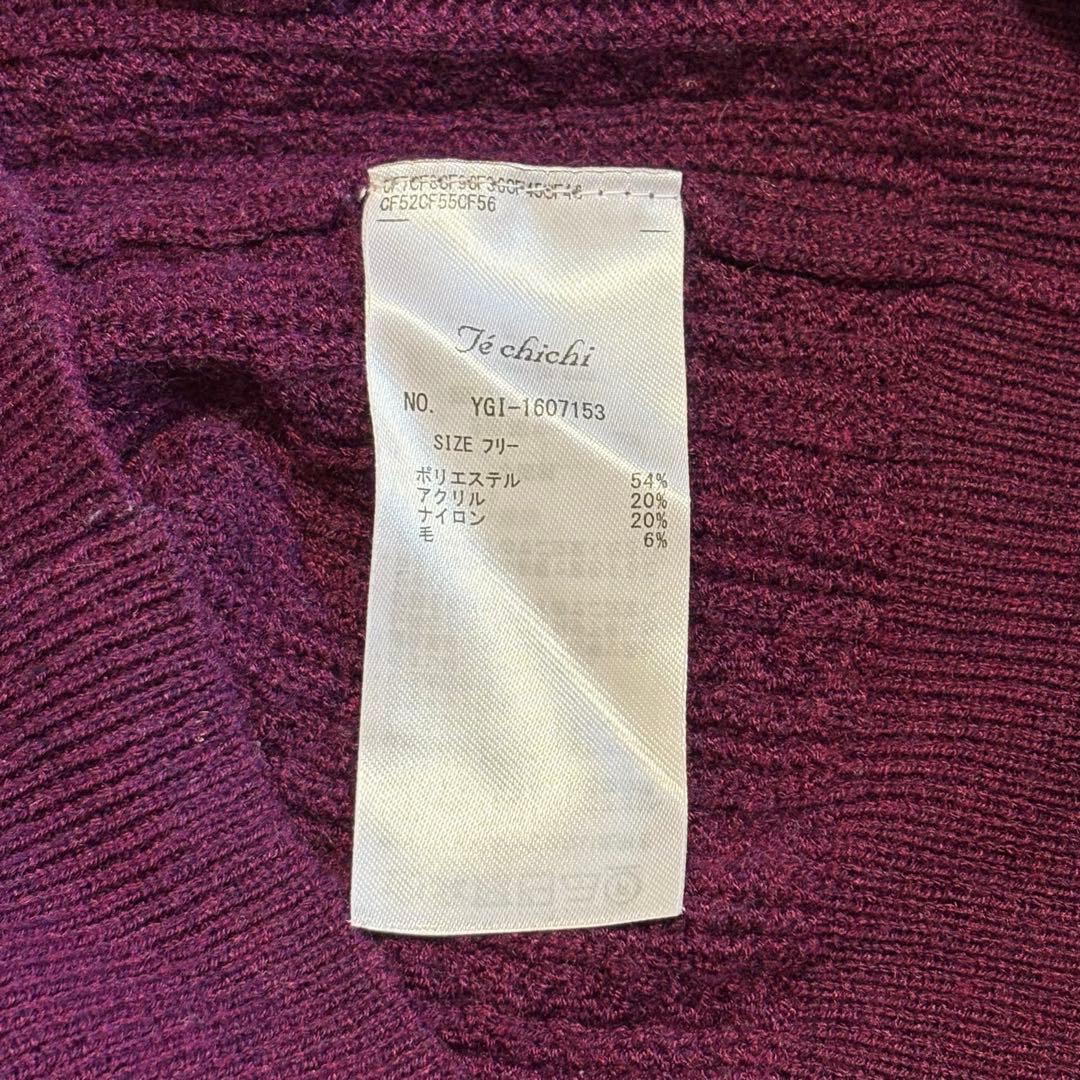 CF7CF8CF9CF36CF45CF48
CF52CF55CF56
Té chichi
NO. YGI-1607153
SIZE フリー
ポリエステル 54%
アクリル 20%
ナイロン 20%
毛 6%